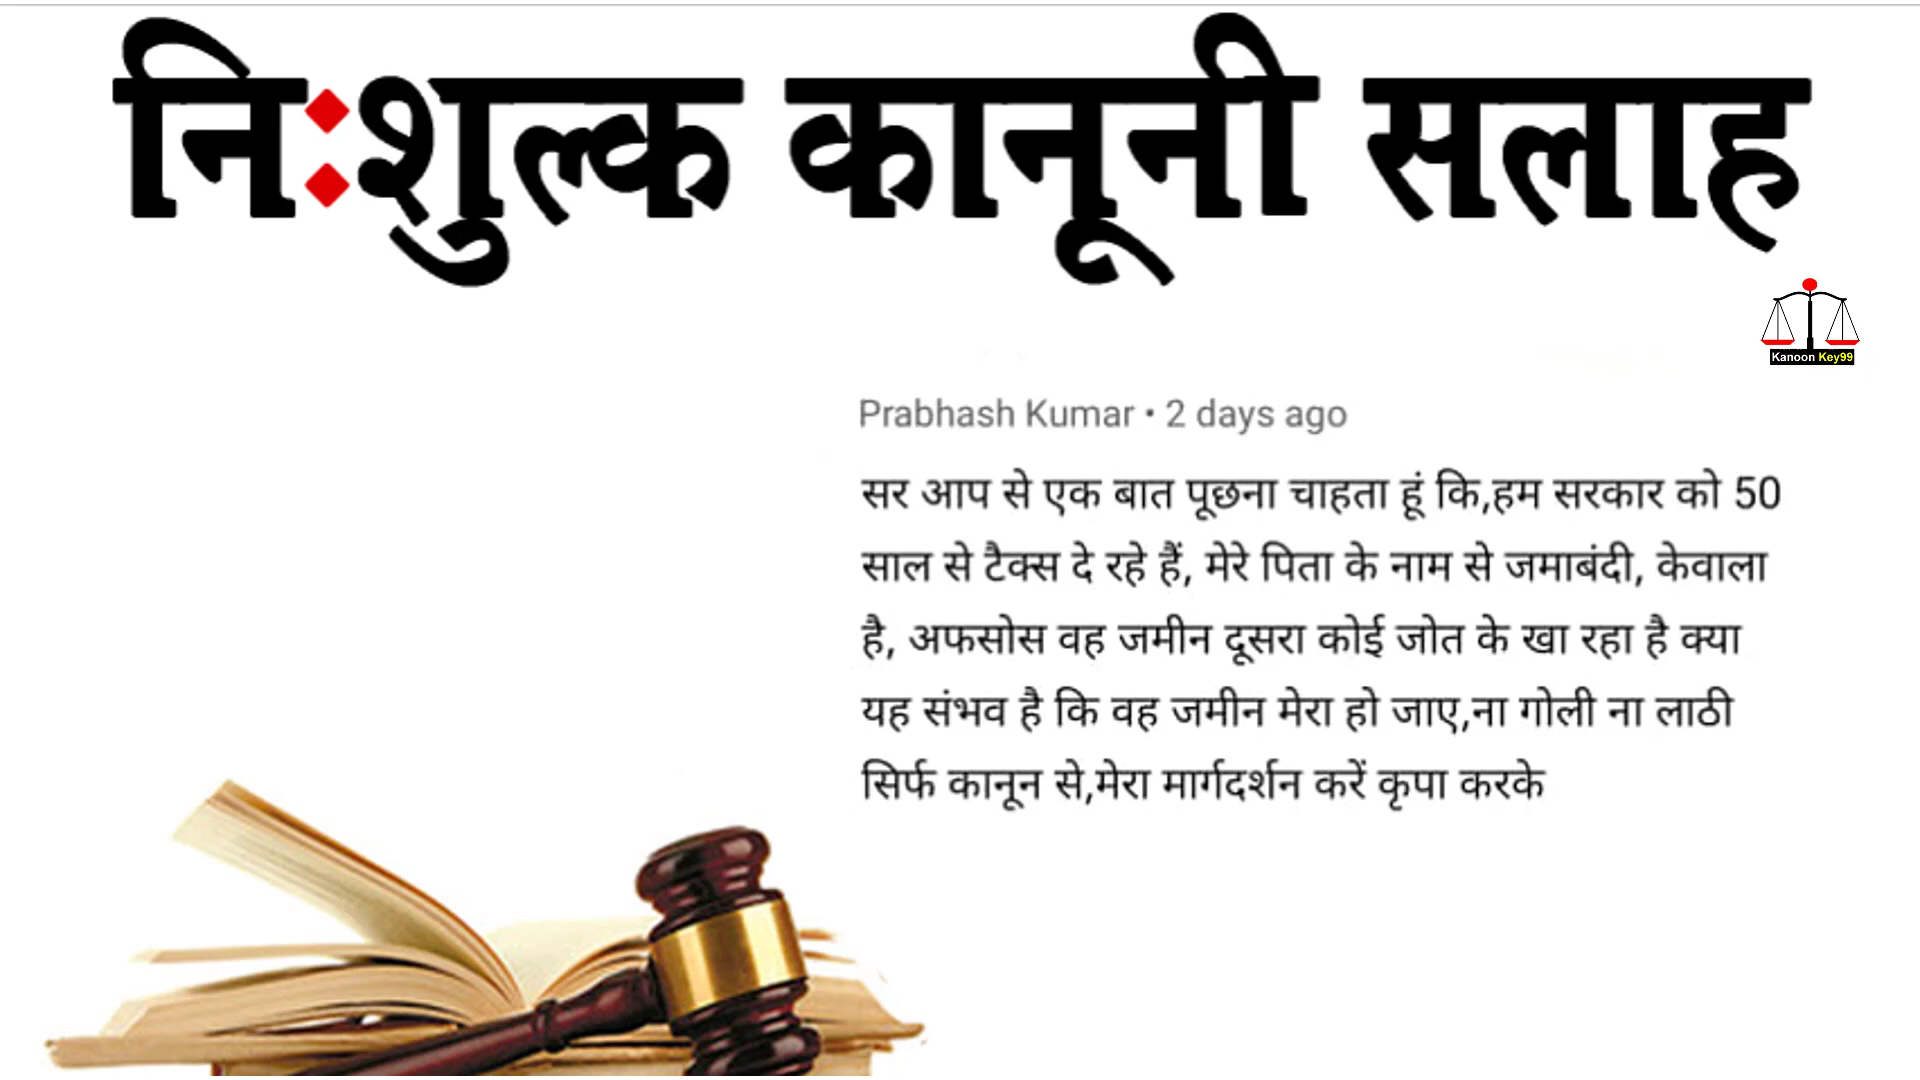 नि:शुल्क कानूनी सलाह
Kanoon Key99
Prabhash Kumar • 2 days ago
सर आप से एक बात पूछना चाहता हूं कि,हम सरकार को 50
साल से टैक्स दे रहे हैं, मेरे पिता के नाम से जमाबंदी, केवाला
है, अफसोस वह जमीन दूसरा कोई जोत के खा रहा है क्या
यह संभव है कि वह जमीन मेरा हो जाए,ना गोली ना लाठी
सिर्फ कानून से,मेरा मार्गदर्शन करें कृपा करके